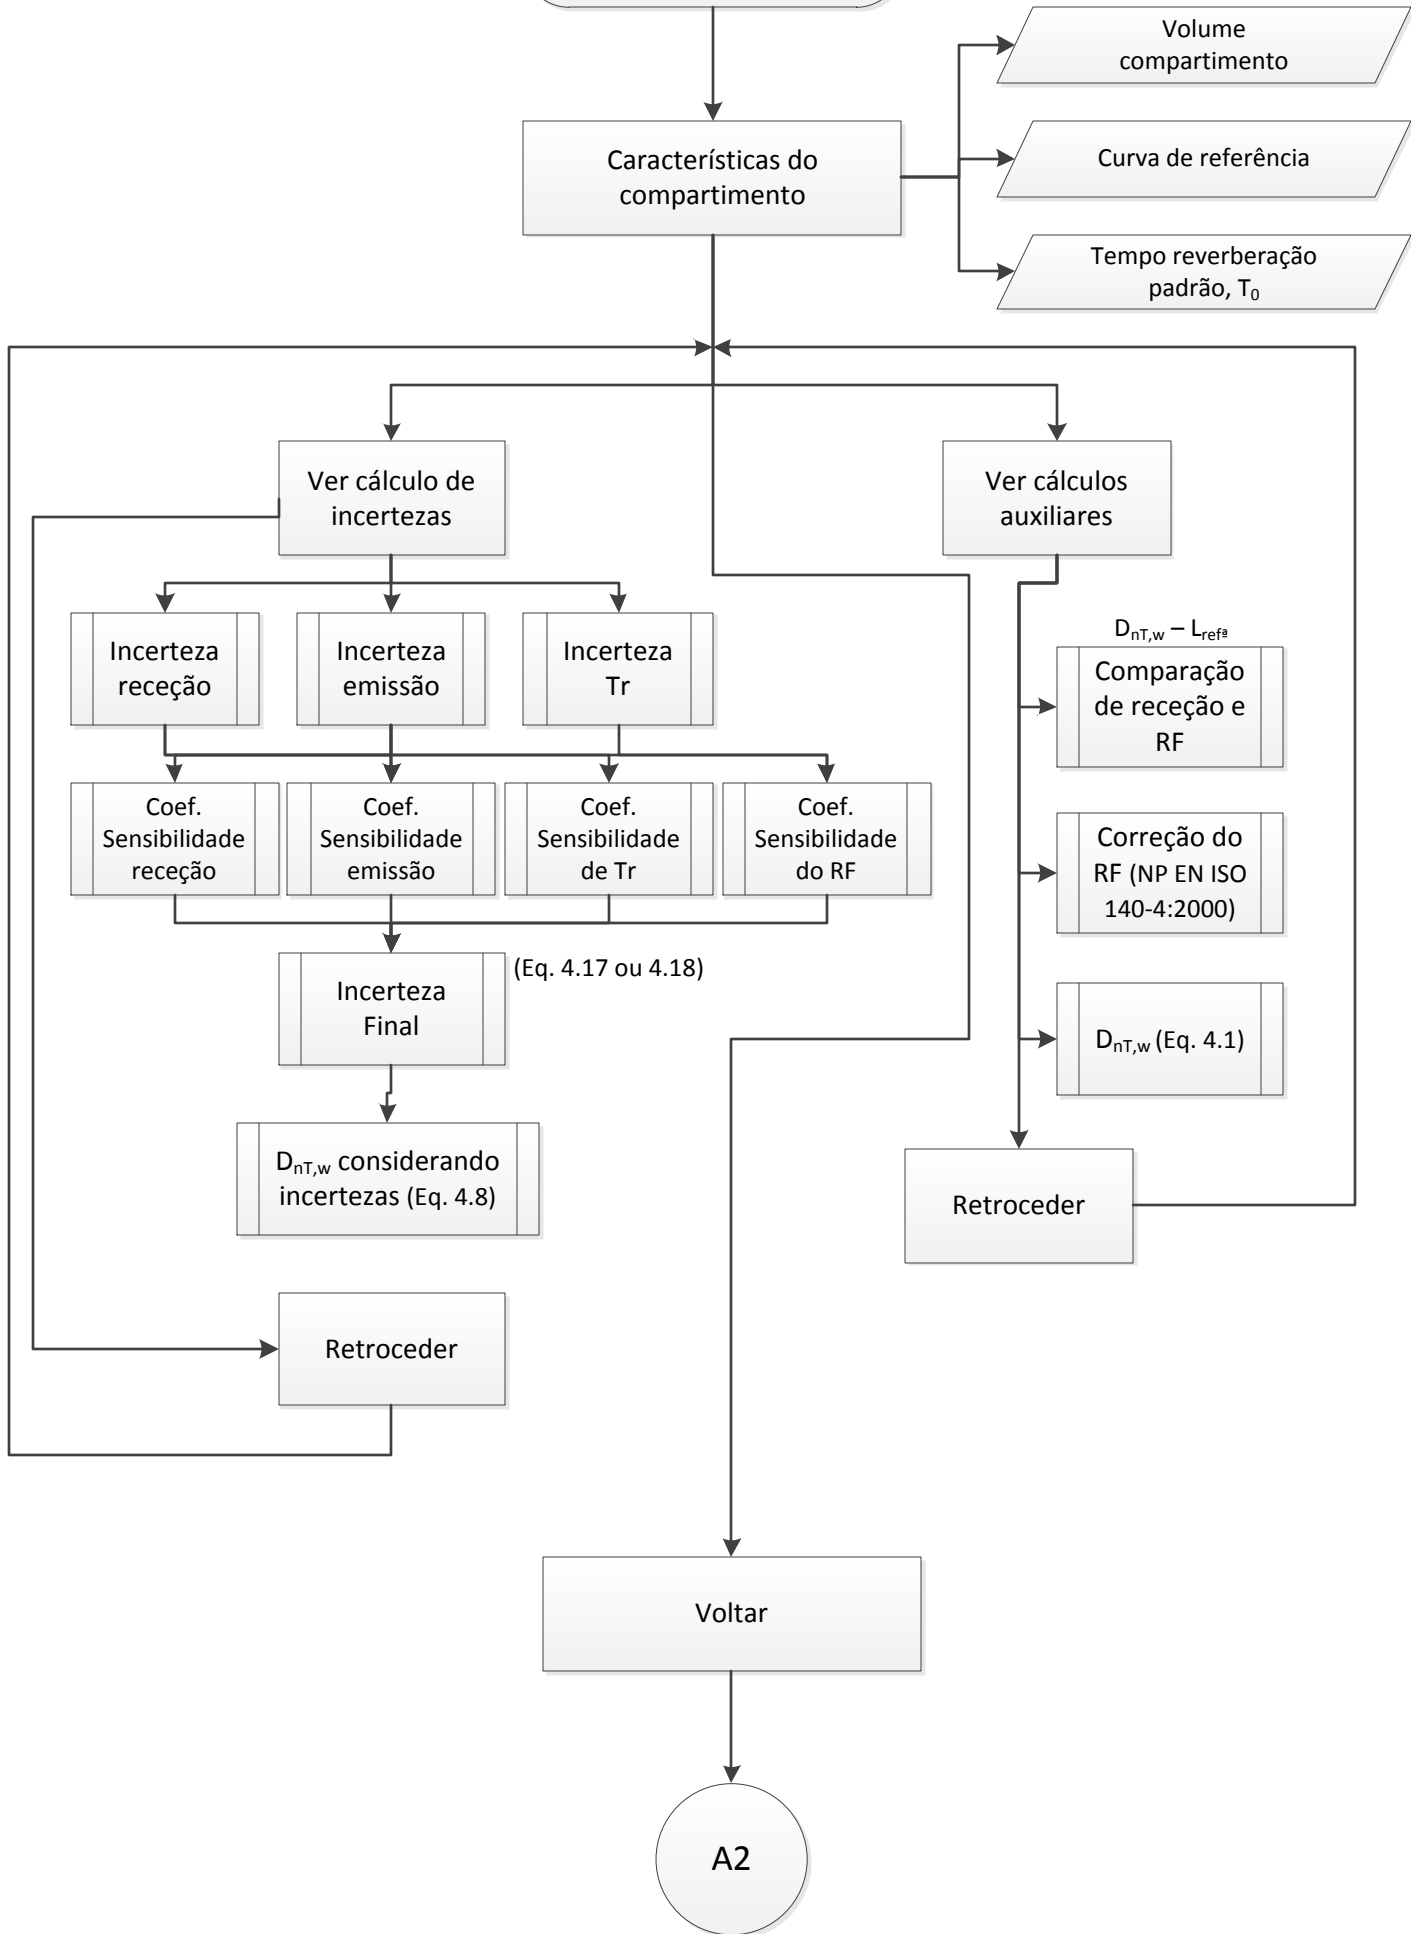 Volume
compartimento
Características do
compartimento
Curva de referência
Tempo reverberação
padrão, T₀
Ver cálculo de
incertezas
Ver cálculos
auxiliares
Incerteza
receção
Incerteza
emissão
Incerteza
Tr
DnT,w – Lrefª
Comparação
de receção e
RF
Coef.
Sensibilidade
receção
Coef.
Sensibilidade
emissão
Coef.
Sensibilidade
de Tr
Coef.
Sensibilidade
do RF
Correção do
RF (NP EN ISO
140-4:2000)
(Eq. 4.17 ou 4.18)
Incerteza
Final
DnT,w (Eq. 4.1)
DnT,w considerando
incertezas (Eq. 4.8)
Retroceder
Retroceder
Voltar
A2